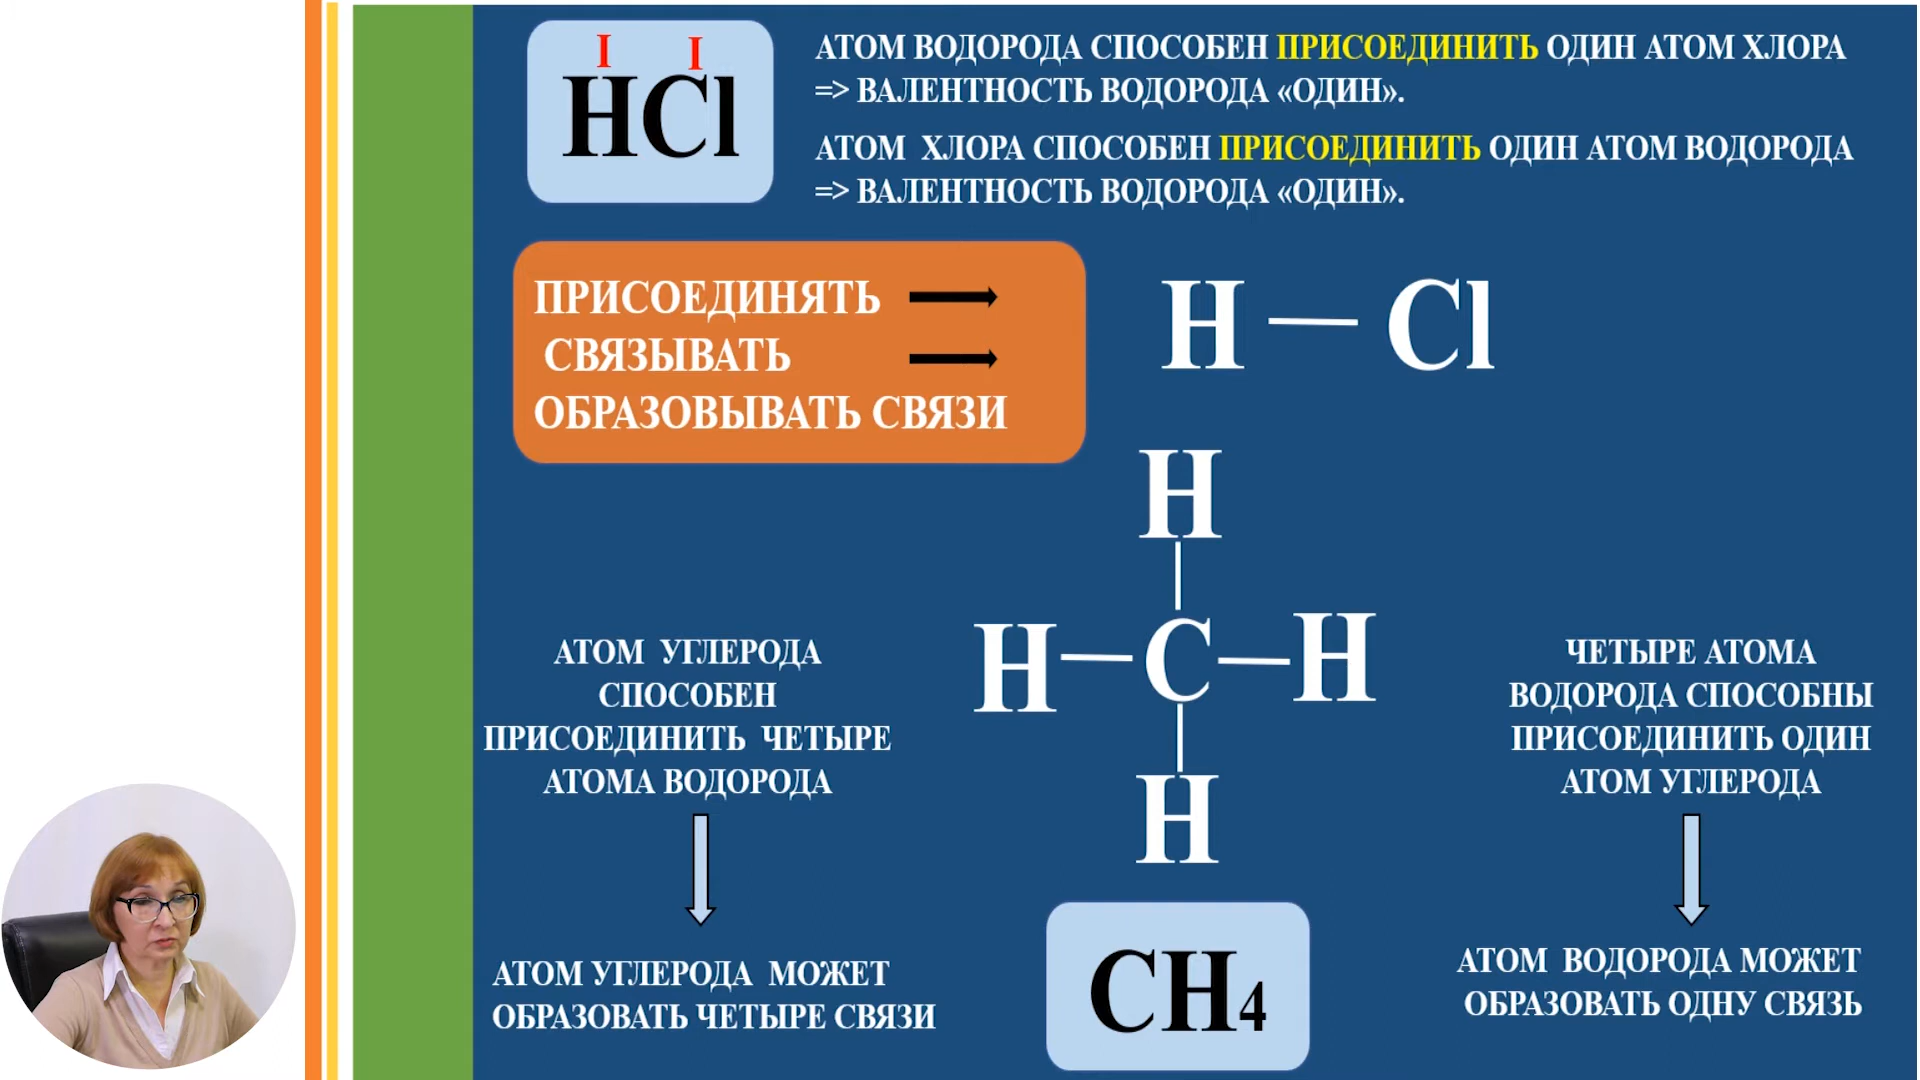 I I
HCl
АТОМ ВОДОРОДА СПОСОБЕН ПРИСОЕДИНИТЬ ОДИН АТОМ ХЛОРА
=> ВАЛЕНТНОСТЬ ВОДОРОДА «ОДИН».
АТОМ ХЛОРА СПОСОБЕН ПРИСОЕДИНИТЬ ОДИН АТОМ ВОДОРОДА
=> ВАЛЕНТНОСТЬ ВОДОРОДА «ОДИН».
ПРИСОЕДИНЯТЬ
СВЯЗЫВАТЬ
ОБРАЗОВЫВАТЬ СВЯЗИ
H — Cl
H
H — C — H
H
АТОМ УГЛЕРОДА
СПОСОБЕН
ПРИСОЕДИНИТЬ ЧЕТЫРЕ
АТОМА ВОДОРОДА
АТОМ УГЛЕРОДА МОЖЕТ
ОБРАЗОВАТЬ ЧЕТЫРЕ СВЯЗИ
CH₄
ЧЕТЫРЕ АТОМА
ВОДОРОДА СПОСОБНЫ
ПРИСОЕДИНИТЬ ОДИН
АТОМ УГЛЕРОДА
АТОМ ВОДОРОДА МОЖЕТ
ОБРАЗОВАТЬ ОДНУ СВЯЗЬ